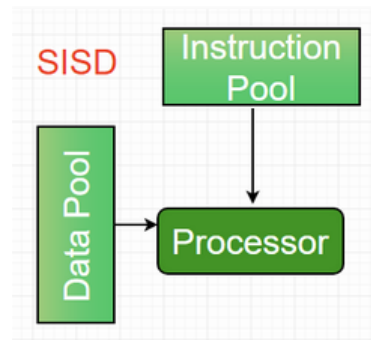 SISD
Instruction
Pool
Data Pool
Processor